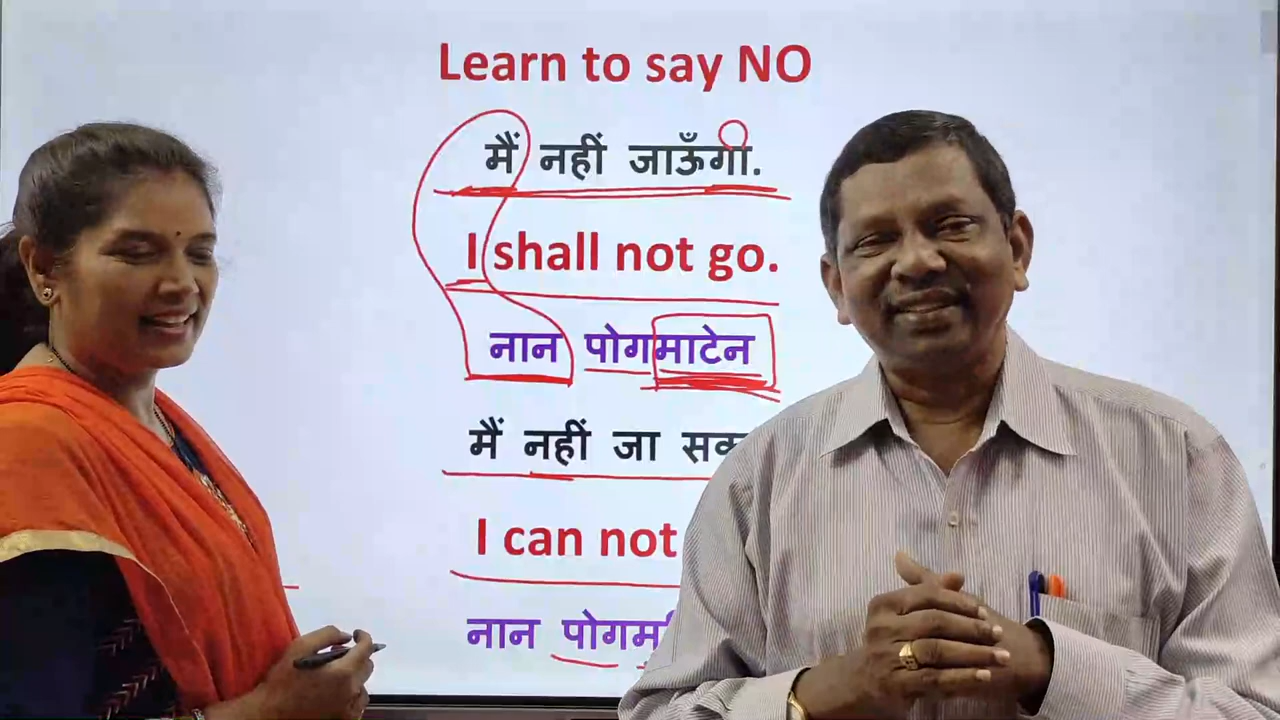 Learn to say NO
मैं नहीं जाऊँगी.
I shall not go.
नान पोगमाटेन
मैं नहीं जा
I can not
नान